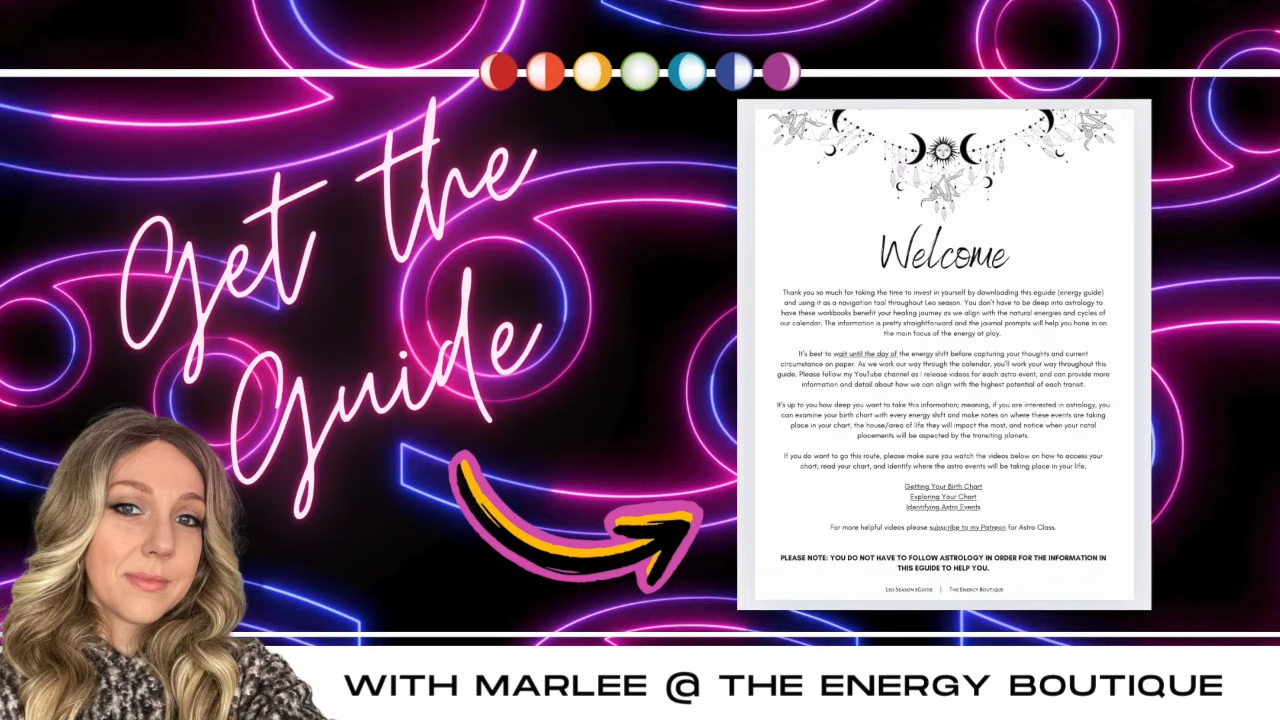 Get the
Guide
Welcome
Thank you so much for taking the time to invest in yourself by downloading this eguide (energy guide)
and using it as a navigation tool throughout Leo season. You don't have to be deep into astrology to
have these workbooks benefit your healing journey as we align with the natural energies and cycles of
our calendar. The information is pretty straightforward and the journal prompts will help you hone in on
the main focus of the energy at play.
It's best to wait until the day of the energy shift before capturing your thoughts and current
circumstance on paper. As we work our way through the calendar, you'll work your way throughout this
guide. Please follow my YouTube channel as I release videos for each astro event, and can provide more
information and detail about how we can align with the highest potential of each transit.
It's up to you how deep you want to take this information; meaning, if you are interested in astrology, you
can examine your birth chart with every energy shift and make notes on where these events are taking
place in your chart, the house/area of life they will impact the most, and notice when your natal
placements will be aspected by the transiting planets.
If you do want to go this route, please make sure you watch the videos below on how to access your
chart, read your chart, and identify where the astro events will be taking place in your life.
Getting Your Birth Chart
Exploring Your Chart
Identifying Astro Events
For more helpful videos please subscribe to my Patreon for Astro Class.
PLEASE NOTE: YOU DO NOT HAVE TO FOLLOW ASTROLOGY IN ORDER FOR THE INFORMATION IN
THIS EGUIDE TO HELP YOU.
Leo Season eGuide | The Energy Boutique
WITH MARLEE @ THE ENERGY BOUTIQUE